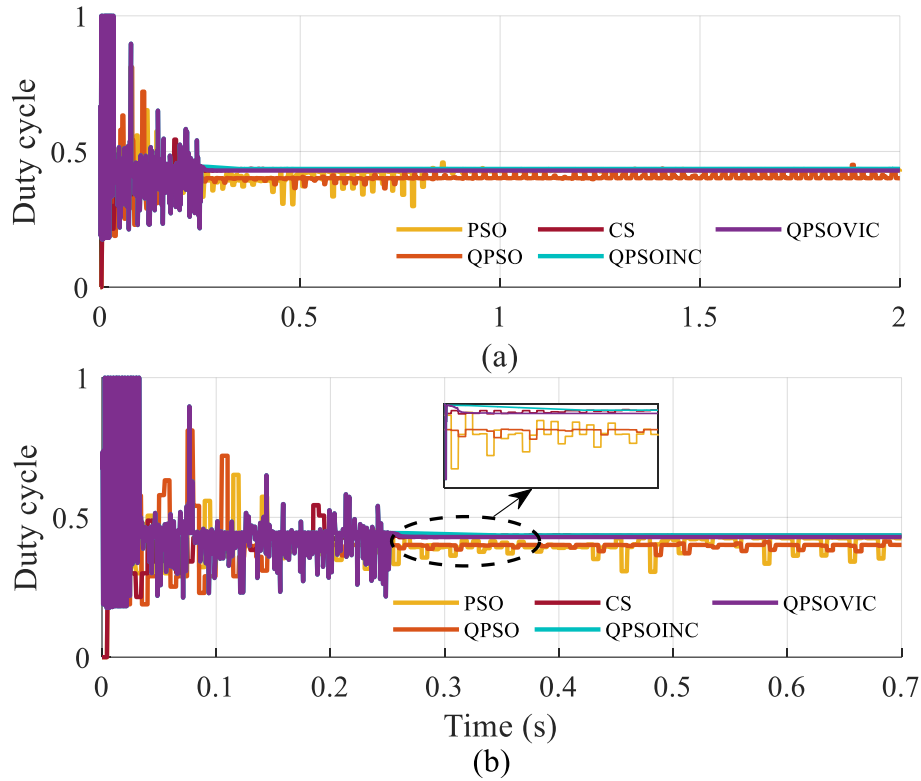 1
Duty cycle
0.5
PSO CS QPSOVIC
QPSO QPSOINC
0
0 0.5 1 1.5 2
(a)
1
Duty cycle
0.5
PSO CS QPSOVIC
QPSO QPSOINC
0
0 0.1 0.2 0.3 0.4 0.5 0.6 0.7
Time (s)
(b)